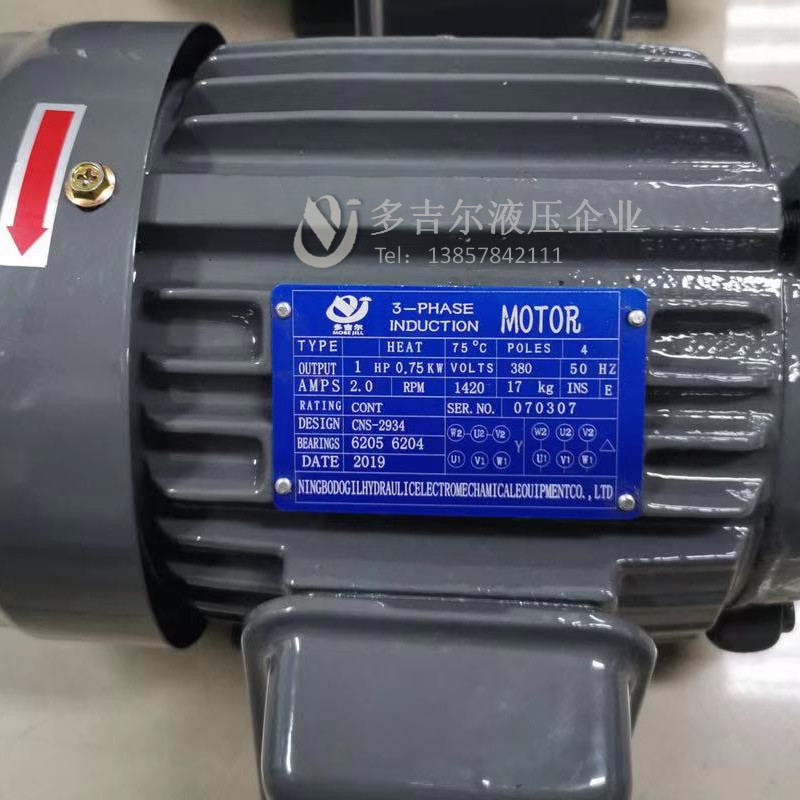 多吉尔液压企业
Tel: 13857842111
多吉尔
MOBE JILL
3-PHASE
INDUCTION MOTOR
TYPE HEAT 75°C POLES 4
OUTPUT 1 HP 0.75 KW VOLTS 380 50 HZ
AMPS 2.0 RPM 1420 17 kg INS E
RATING CONT SER.NO. 070307
DESIGN CNS-2934
BEARINGS 6205 6204
DATE 2019
W2 U2 V2 Y W2 U2 V2 △
U1 V1 W1 U1 V1 W1
NINGBODOGILHYDRAULICELECTROMECHAMICALEQUIPMENTCO.,LTD